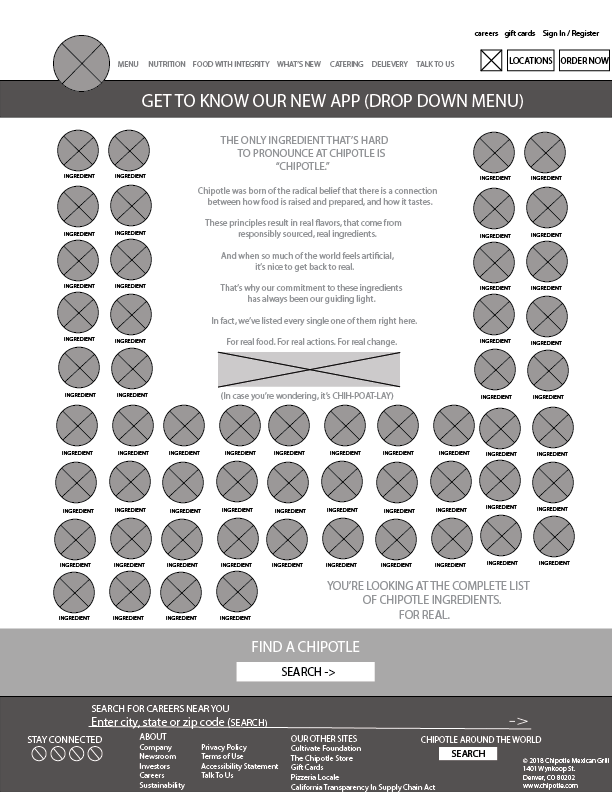 careers gift cards Sign In / Register
MENU NUTRITION FOOD WITH INTEGRITY WHAT'S NEW CATERING DELIEVERY TALK TO US
LOCATIONS ORDER NOW
GET TO KNOW OUR NEW APP (DROP DOWN MENU)
INGREDIENT INGREDIENT
INGREDIENT INGREDIENT
INGREDIENT INGREDIENT
INGREDIENT INGREDIENT
INGREDIENT INGREDIENT
THE ONLY INGREDIENT THAT'S HARD
TO PRONOUNCE AT CHIPOTLE IS
"CHIPOTLE."
Chipotle was born of the radical belief that there is a connection
between how food is raised and prepared, and how it tastes.
These principles result in real flavors, that come from
responsibly sourced, real ingredients.
And when so much of the world feels artificial,
it's nice to get back to real.
That's why our commitment to these ingredients
has always been our guiding light.
In fact, we've listed every single one of them right here.
For real food. For real actions. For real change.
(In case you're wondering, it's CHIH-POAT-LAY)
INGREDIENT INGREDIENT
INGREDIENT INGREDIENT
INGREDIENT INGREDIENT
INGREDIENT INGREDIENT
INGREDIENT INGREDIENT
INGREDIENT INGREDIENT INGREDIENT INGREDIENT INGREDIENT INGREDIENT INGREDIENT INGREDIENT INGREDIENT INGREDIENT
INGREDIENT INGREDIENT INGREDIENT INGREDIENT INGREDIENT INGREDIENT INGREDIENT INGREDIENT INGREDIENT INGREDIENT
INGREDIENT INGREDIENT INGREDIENT INGREDIENT INGREDIENT INGREDIENT INGREDIENT INGREDIENT INGREDIENT INGREDIENT
INGREDIENT INGREDIENT INGREDIENT INGREDIENT
YOU'RE LOOKING AT THE COMPLETE LIST
OF CHIPOTLE INGREDIENTS.
FOR REAL.
FIND A CHIPOTLE
SEARCH ->
SEARCH FOR CAREERS NEAR YOU
Enter city, state or zip code (SEARCH) -->
STAY CONNECTED
ABOUT
Company
Newsroom
Investors
Careers
Sustainability
Privacy Policy
Terms of Use
Accessibility Statement
Talk To Us
OUR OTHER SITES
Cultivate Foundation
The Chipotle Store
Gift Cards
Pizzeria Locale
California Transparency In Supply Chain Act
CHIPOTLE AROUND THE WORLD
SEARCH
© 2018 Chipotle Mexican Grill
1401 Wynkoop St.
Denver, CO 80202
www.chipotle.com